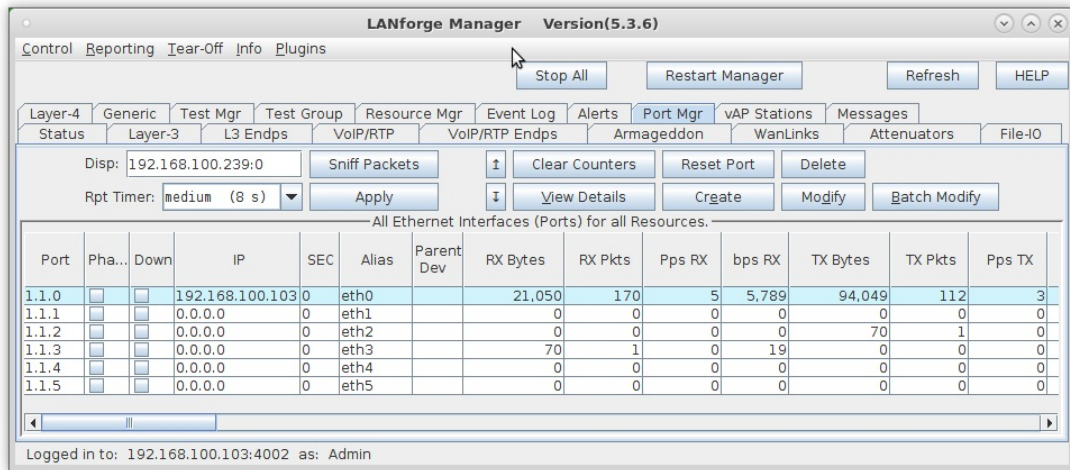 LANforge Manager Version(5.3.6)
Control Reporting Tear-Off Info Plugins
Stop All Restart Manager Refresh HELP
Layer-4 Generic Test Mgr Test Group Resource Mgr Event Log Alerts Port Mgr vAP Stations Messages
Status Layer-3 L3 Endps VoIP/RTP VoIP/RTP Endps Armageddon WanLinks Attenuators File-IO
Disp: 192.168.100.239:0 Sniff Packets ↥ Clear Counters Reset Port Delete
Rpt Timer: medium (8 s) Apply ↧ View Details Create Modify Batch Modify
All Ethernet Interfaces (Ports) for all Resources.
Port Pha... Down IP SEC Alias Parent Dev RX Bytes RX Pkts Pps RX bps RX TX Bytes TX Pkts Pps TX
1.1.0 192.168.100.103 0 eth0 21,050 170 5 5,789 94,049 112 3
1.1.1 0.0.0.0 0 eth1 0 0 0 0 0 0 0
1.1.2 0.0.0.0 0 eth2 0 0 0 0 70 1 0
1.1.3 0.0.0.0 0 eth3 70 1 0 19 0 0 0
1.1.4 0.0.0.0 0 eth4 0 0 0 0 0 0 0
1.1.5 0.0.0.0 0 eth5 0 0 0 0 0 0 0
Logged in to: 192.168.100.103:4002 as: Admin